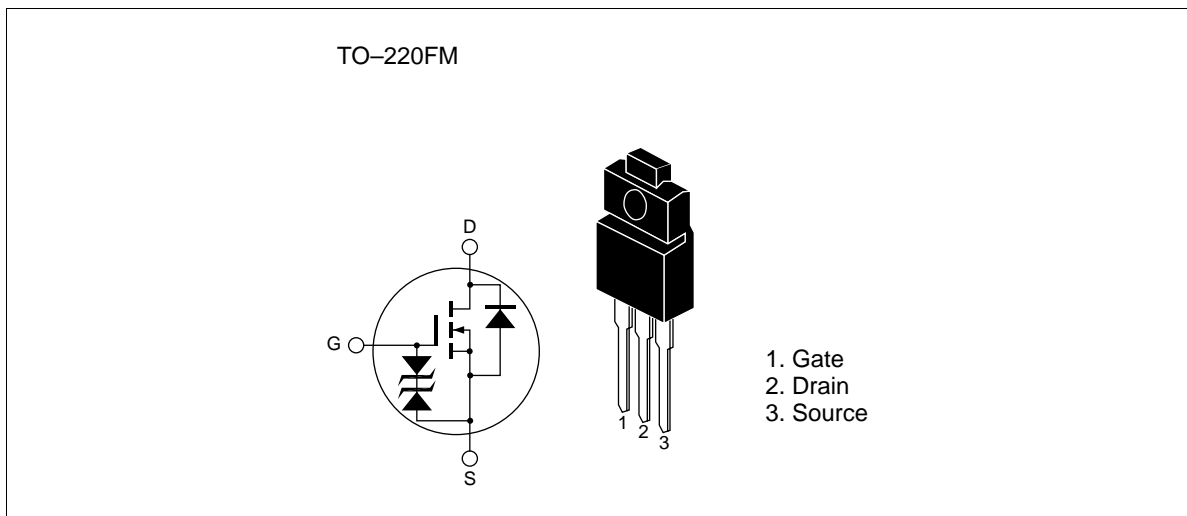 TO–220FM
D
G
S
1 2 3
1. Gate
2. Drain
3. Source